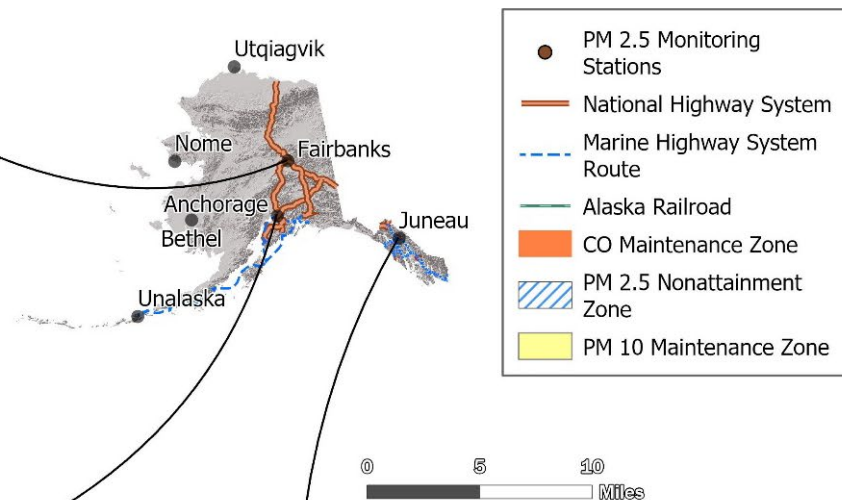 Utqiagvik
Nome
Fairbanks
Anchorage
Bethel
Juneau
Unalaska
PM 2.5 Monitoring
Stations
National Highway System
Marine Highway System
Route
Alaska Railroad
CO Maintenance Zone
PM 2.5 Nonattainment
Zone
PM 10 Maintenance Zone
0 5 10
Miles